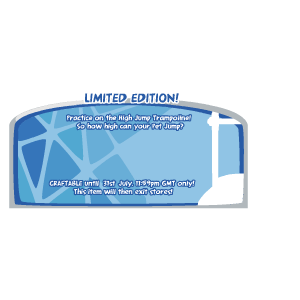 LIMITED EDITION!
Practice on the High Jump Trampoline!
So how high can your Pet Jump?
CRAFTABLE until 31st July, 11:59pm GMT only!
This item will then exit stores!